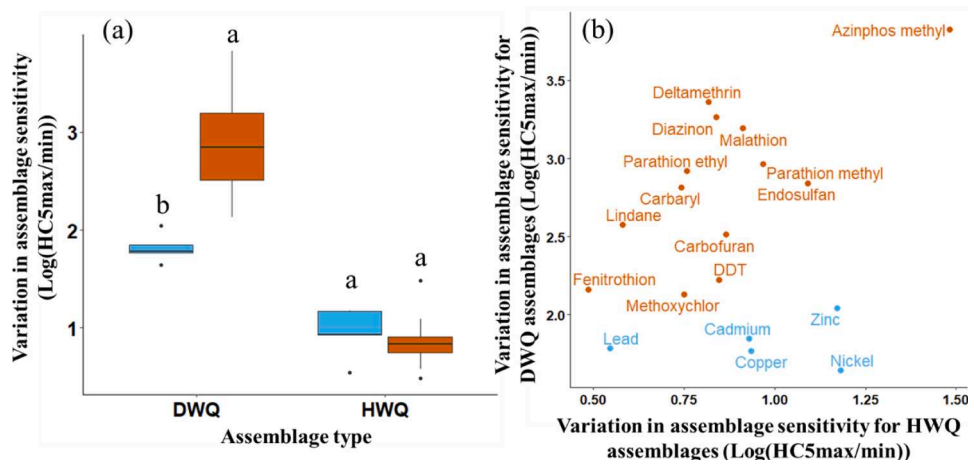 (a)
Variation in assemblage sensitivity
(Log(HC5max/min))
3
2
1
a
b
a
a
DWQ
HWQ
Assemblage type
(b)
Variation in assemblage sensitivity for
DWQ assemblages (Log(HC5max/min))
3.5
3.0
2.5
2.0
Azinphos methyl
Deltamethrin
Diazinon
Malathion
Parathion ethyl
Parathion methyl
Carbaryl
Endosulfan
Lindane
Carbofuran
Fenitrothion
DDT
Methoxychlor
Zinc
Lead
Cadmium
Copper
Nickel
0.50
0.75
1.00
1.25
1.50
Variation in assemblage sensitivity for HWQ
assemblages (Log(HC5max/min))